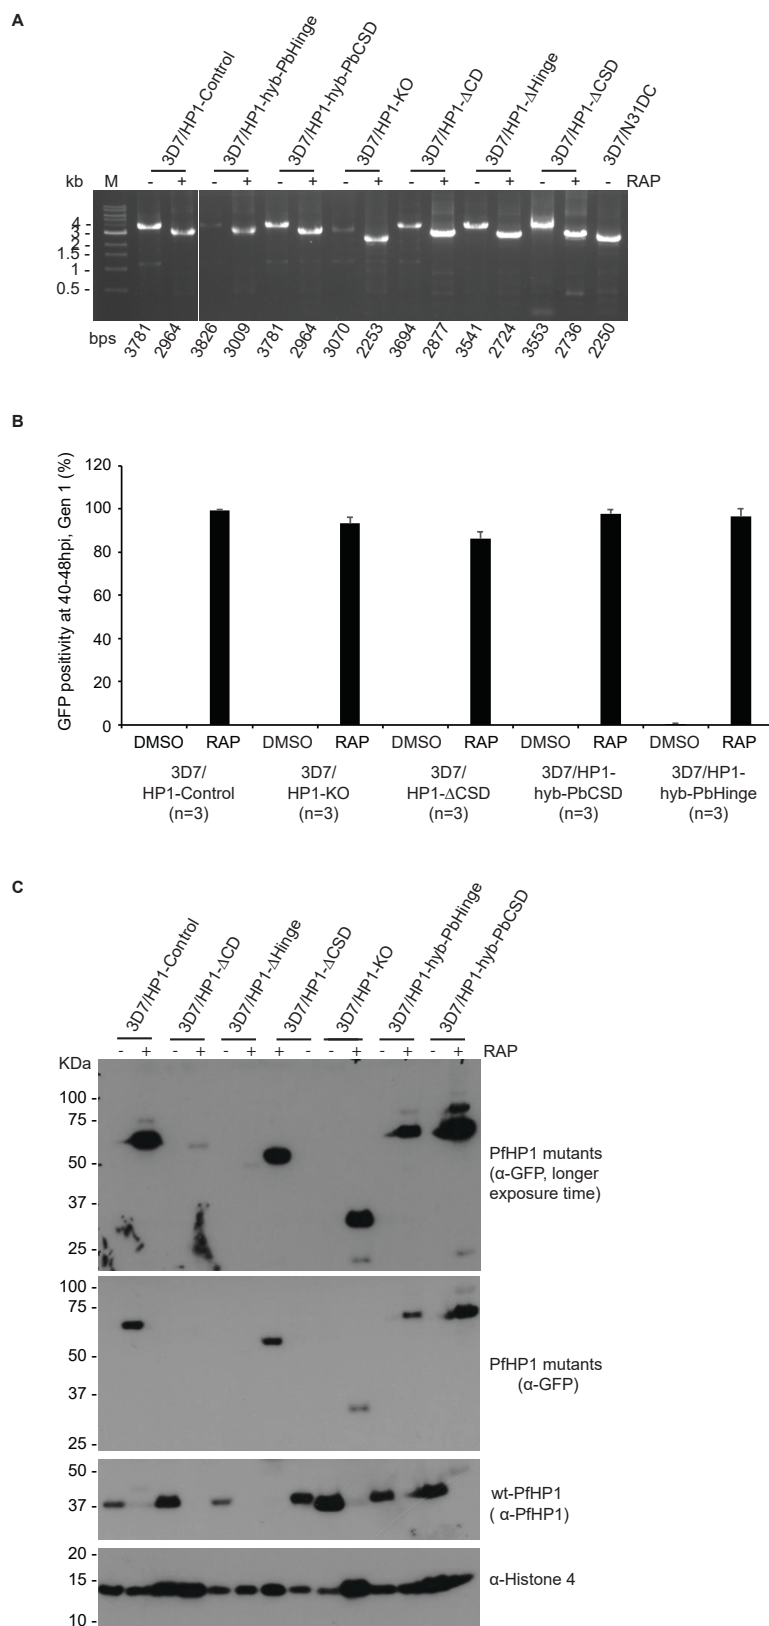 A
3D7/HP1-Control
3D7/HP1-hyb-PbHinge
3D7/HP1-hyb-PbCSD
3D7/HP1-KO
3D7/HP1-ΔCD
3D7/HP1-ΔHinge
3D7/HP1-ΔCSD
3D7/N31DC
kb M - + - + - + - + - + - + - + - RAP
4 -
3 -
2 -
1.5 -
1 -
0.5 -
bps 3781 2964 3826 3009 3781 2964 3070 2253 3694 2877 3541 2724 3553 2736 2250
B
GFP positivity at 40-48hpi, Gen 1 (%)
120
100
80
60
40
20
0
DMSO RAP DMSO RAP DMSO RAP DMSO RAP DMSO RAP
3D7/ 3D7/ 3D7/ 3D7/HP1- 3D7/HP1-
HP1-Control HP1-KO HP1-ΔCSD hyb-PbCSD hyb-PbHinge
(n=3) (n=3) (n=3) (n=3) (n=3)
C
3D7/HP1-Control
3D7/HP1-ΔCD
3D7/HP1-ΔHinge
3D7/HP1-ΔCSD
3D7/HP1-KO
3D7/HP1-hyb-PbHinge
3D7/HP1-hyb-PbCSD
- + - + - + + - - + - + - + RAP
KDa
100 -
75 -
50 -
37 -
25 -
PfHP1 mutants
(α-GFP, longer
exposure time)
100 -
75 -
50 -
37 -
25 -
PfHP1 mutants
(α-GFP)
50 -
37 -
wt-PfHP1
( α-PfHP1)
20 -
15 -
10 -
α-Histone 4